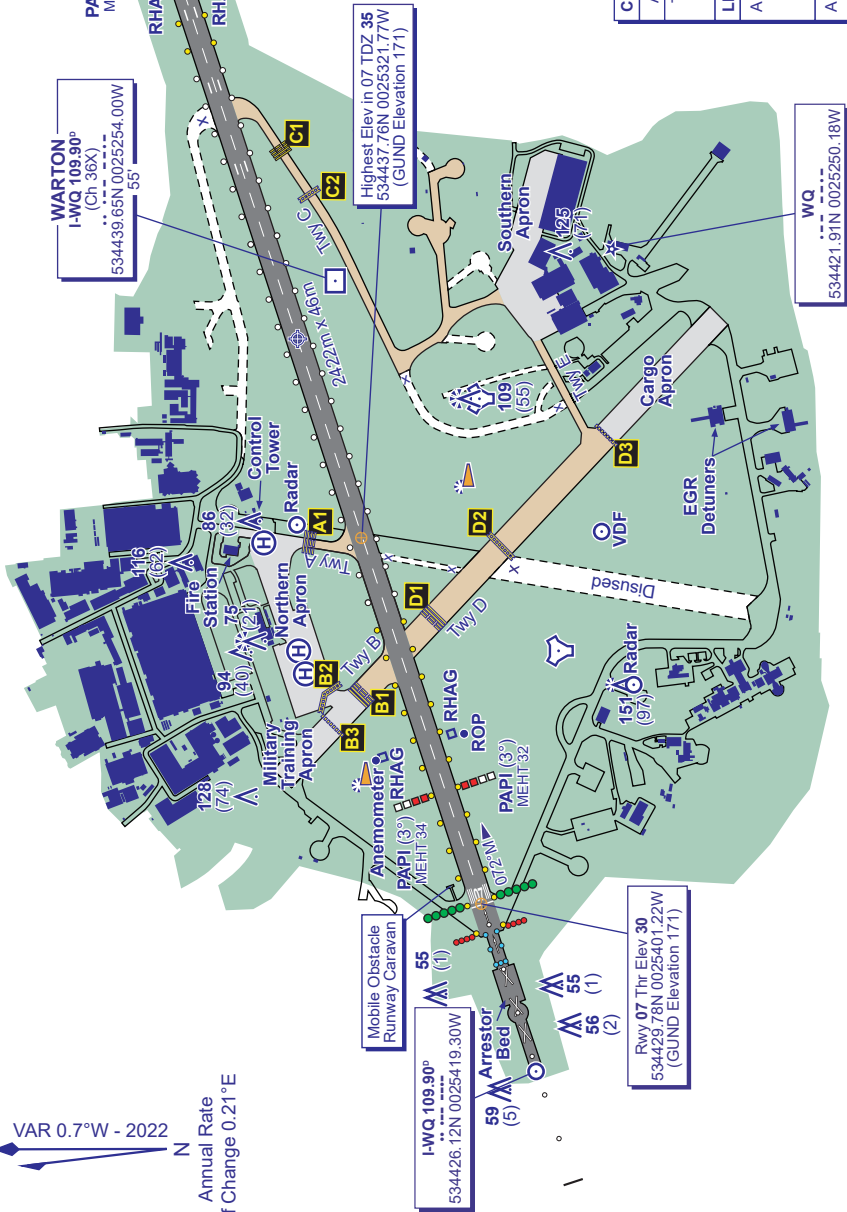 VAR 0.7°W - 2022
N
Annual Rate
f Change 0.21°E
WARTON
I-WQ 109.90ᴰ
(Ch 36X)
534439.65N 0025254.00W
55'
PA
M
RHA
RH
Highest Elev in 07 TDZ 35
534437.76N 0025321.77W
(GUND Elevation 171)
C
A
LI
A
A
C1
C2
Twy C
2422m x 46m
Southern
Apron
125
(71)
WQ
534421.91N 0025250.18W
Control
Tower
Radar
86
(32)
A1
Twy A
116
(62)
Fire
Station
75
(21)
94
(40)
Northern
Apron
H
H
H
128
(74)
Military
Training
Apron
B2
B1
B3
Twy B
109
(55)
Twy E
Cargo
Apron
D3
D2
D1
Twy D
VDF
EGR
Detuners
Disused
Radar
151
(97)
Anemometer
RHAG
RHAG
ROP
PAPI (3°)
MEHT 34
PAPI (3°)
MEHT 32
072°M
Mobile Obstacle
Runway Caravan
55
(1)
55
(1)
56
(2)
59
(5)
Arrestor
Bed
I-WQ 109.90ᴰ
534426.12N 0025419.30W
Rwy 07 Thr Elev 30
534429.78N 0025401.22W
(GUND Elevation 171)